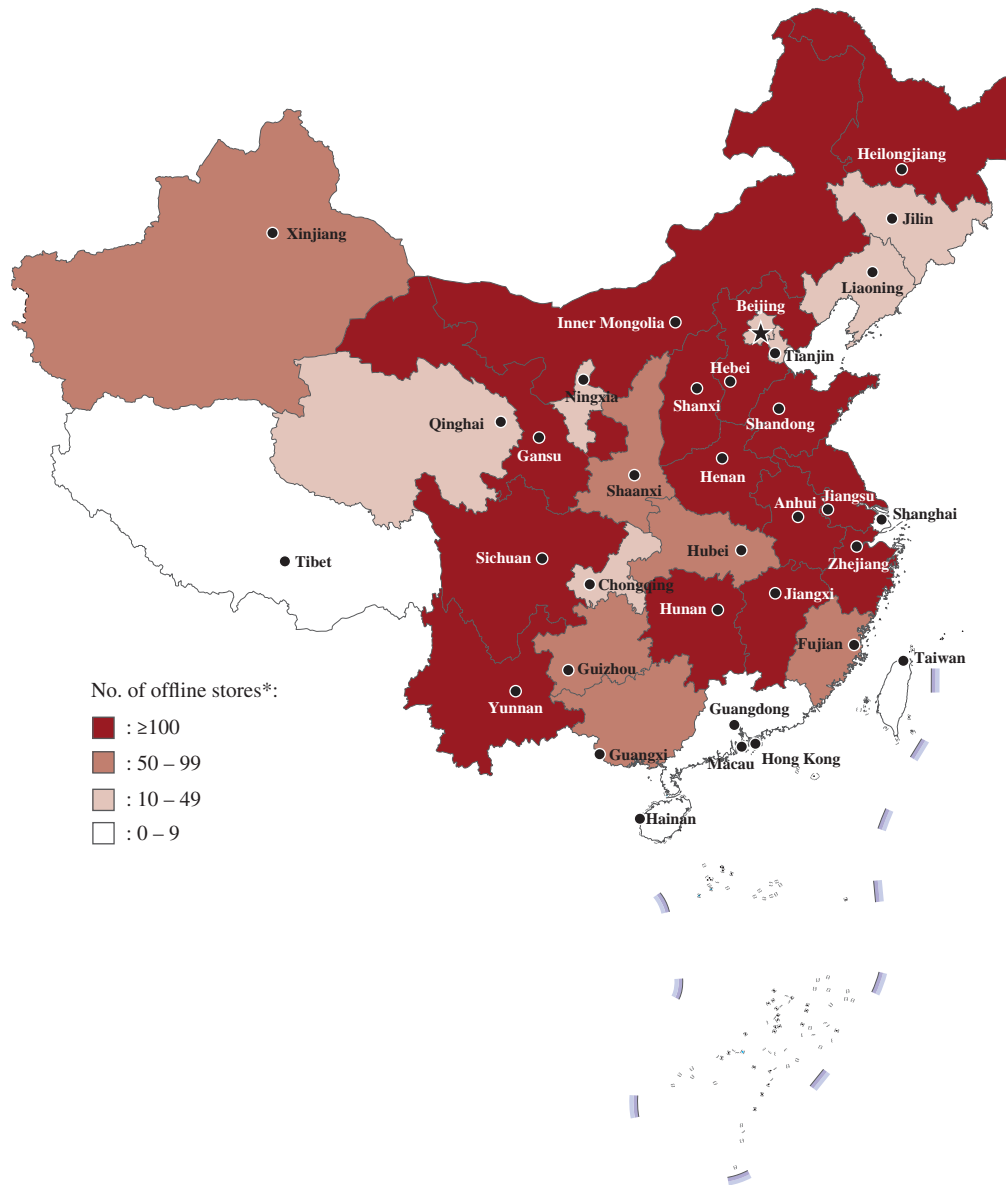 Heilongjiang
Jilin
Xinjiang
Liaoning
Beijing
Inner Mongolia
Tianjin
Hebei
Ningxia
Shanxi
Qinghai
Shandong
Gansu
Henan
Shaanxi
Jiangsu
Anhui
Shanghai
Hubei
Sichuan
Tibet
Zhejiang
Chongqing
Jiangxi
Hunan
Fujian
Taiwan
Guizhou
No. of offline stores*:
Yunnan
Guangdong
: ≥100
Guangxi
Macau
Hong Kong
: 50 – 99
: 10 – 49
Hainan
: 0 – 9